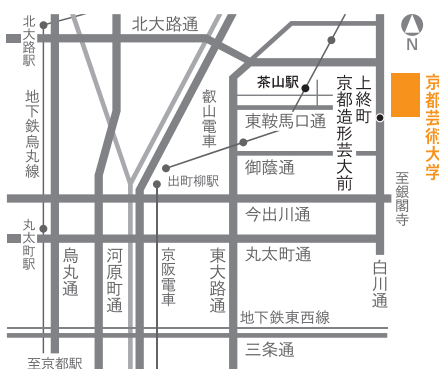 北大路通
N
北大路駅
地下鉄烏丸線
叡山電車
茶山駅
上終町
京都造形芸大前
京都芸術大学
東鞍馬口通
御蔭通
出町柳駅
至銀閣寺
今出川通
丸太町駅
烏丸通
河原町通
京阪電車
東大路通
丸太町通
白川通
地下鉄東西線
三条通
至京都駅